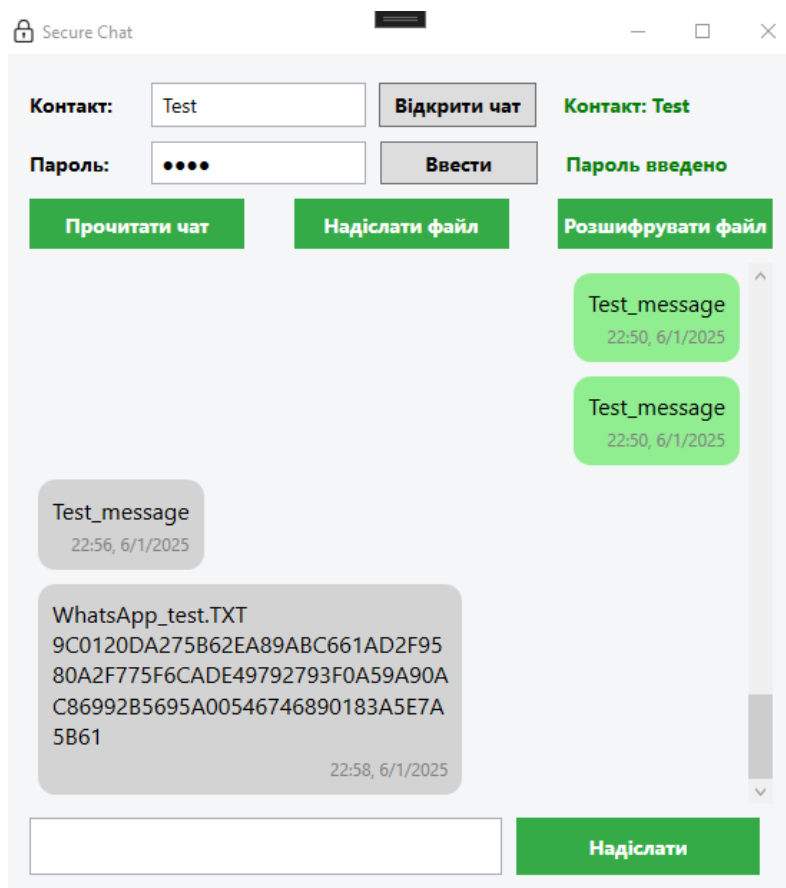 Secure Chat
Контакт: Test Відкрити чат Контакт: Test
Пароль: •••• Ввести Пароль введено
Прочитати чат Надіслати файл Розшифрувати файл
Test_message
22:50, 6/1/2025
Test_message
22:50, 6/1/2025
Test_message
22:56, 6/1/2025
WhatsApp_test.TXT
9C0120DA275B62EA89ABC661AD2F95
80A2F775F6CADE49792793F0A59A90A
C86992B5695A00546746890183A5E7A
5B61
22:58, 6/1/2025
Надіслати